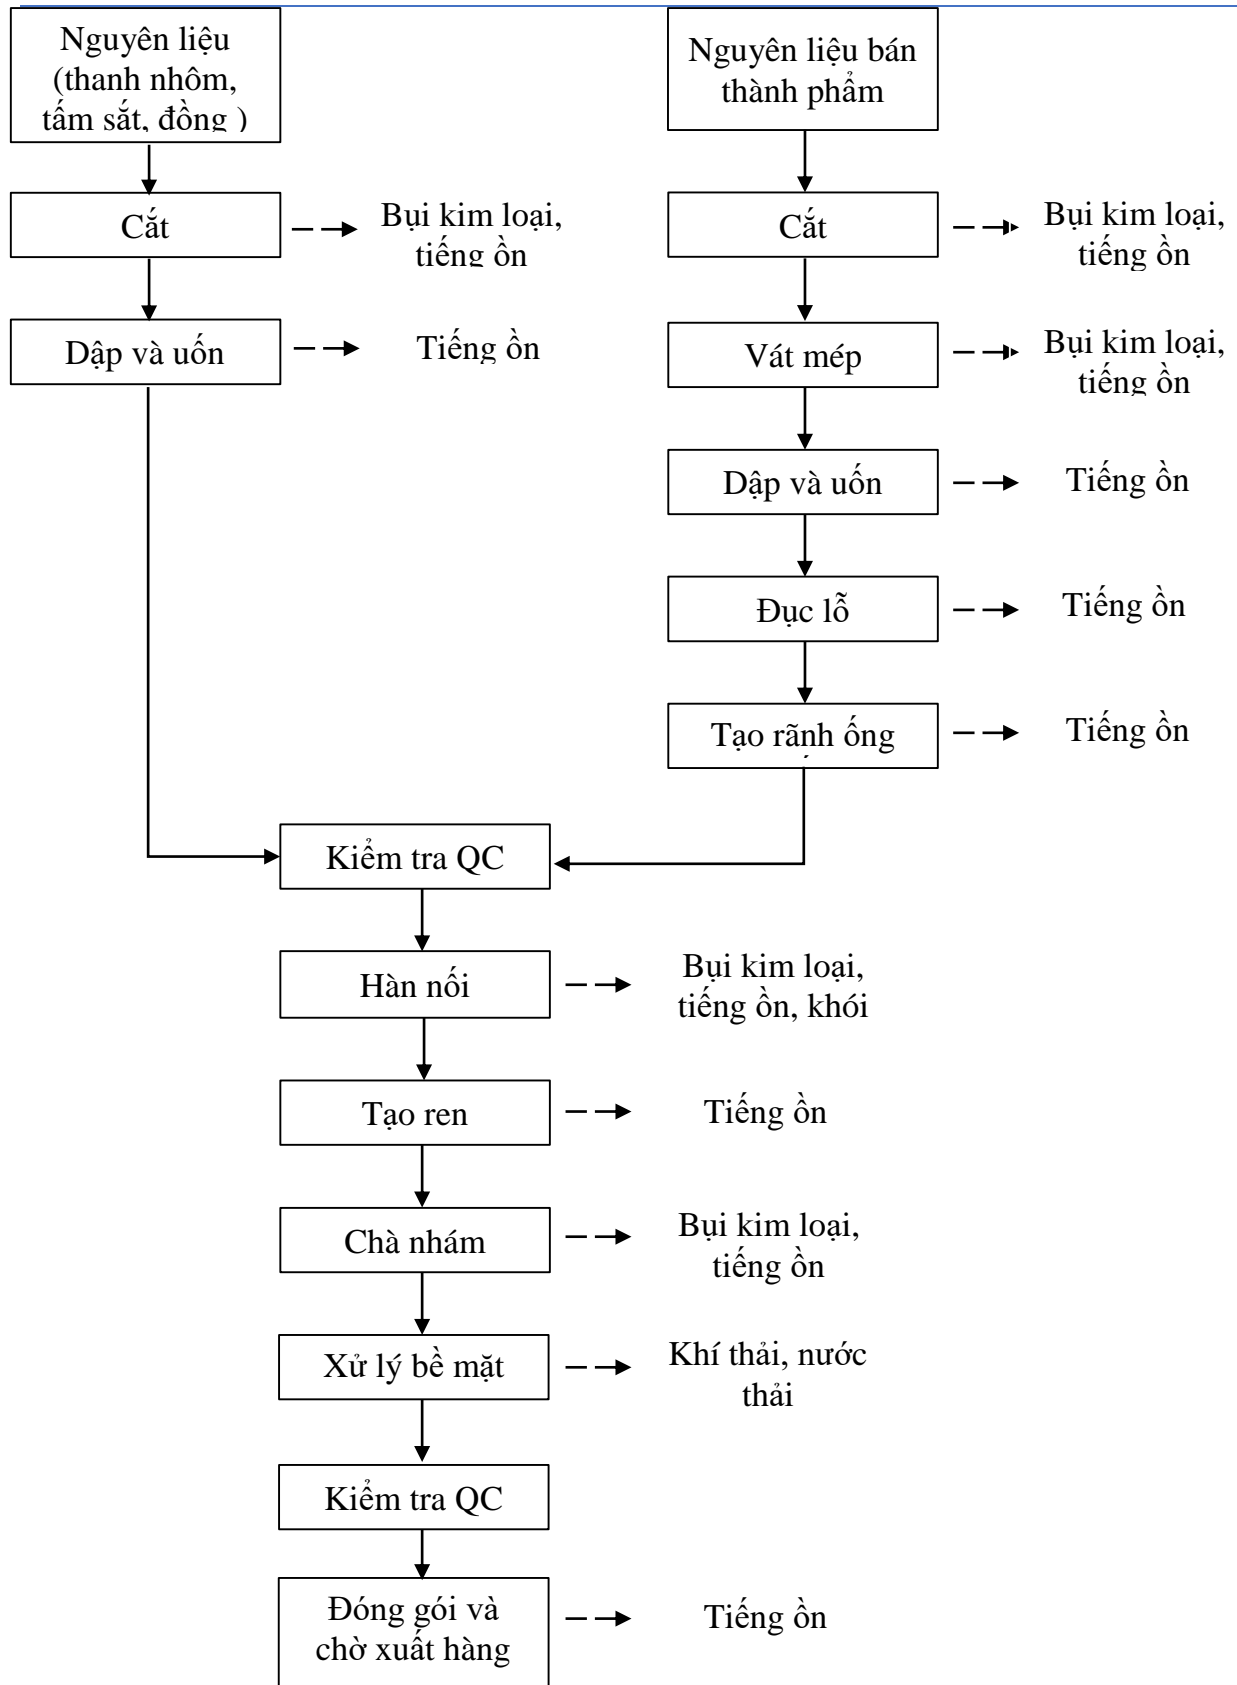 Nguyên liệu
(thanh nhôm,
tấm sắt, đồng )
Nguyên liệu bán
thành phẩm
Cắt
Bụi kim loại,
tiếng ồn
Cắt
Bụi kim loại,
tiếng ồn
Dập và uốn
Tiếng ồn
Vát mép
Bụi kim loại,
tiếng ồn
Dập và uốn
Tiếng ồn
Đục lỗ
Tiếng ồn
Tạo rãnh ống
Tiếng ồn
Kiểm tra QC
Hàn nối
Bụi kim loại,
tiếng ồn, khói
Tạo ren
Tiếng ồn
Chà nhám
Bụi kim loại,
tiếng ồn
Xử lý bề mặt
Khí thải, nước
thải
Kiểm tra QC
Đóng gói và
chờ xuất hàng
Tiếng ồn